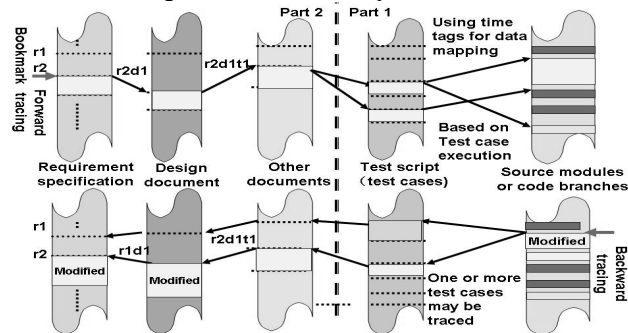 Part 2
Part 1
Using time
tags for data
mapping
Bookmark
tracing
Forward
r1
r2
r2d1
r2d1t1
Based on
Test case
execution
Requirement
specification
Design
document
Other
documents
Test script
(test cases)
Source modules
or code branches
r1
r2
r1d1
r2d1t1
Modified
Modified
Modified
One or more
test cases
may be
traced
Backward
tracing